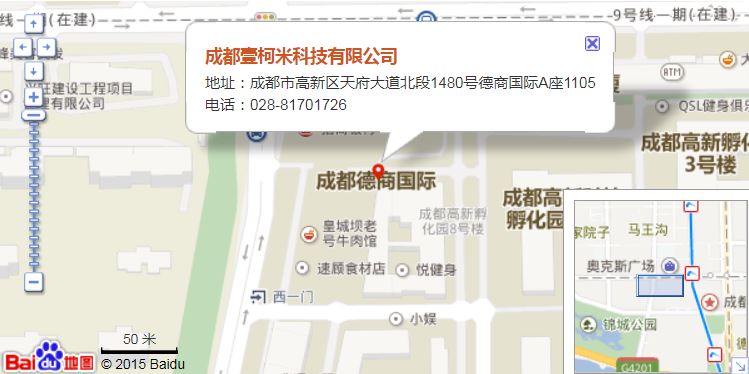 9号线一期(在建)
9号线一期(在建)
成都壹柯米科技有限公司
地址：成都市高新区天府大道北段1480号德商国际A座1105
电话：028-81701726
ATM
QSL健身俱乐
建设工程项目
管理有限公司
成都高新孵化
3号楼
成都德商国际
成都高新孵
化园8号楼
孵化园
皇城坝老
号牛肉馆
速顾食材店
悦健身
西一门
小娱
家院子
马王沟
奥克斯广场
成都
锦城公园
德
G4201
50 米
Bai du 地图
© 2015 Baidu